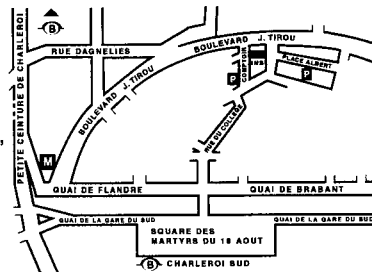 B
RUE DAGNELIES
BOULEVARD J. TIROU
PETITE CEINTURE DE CHARLEROI
BOULEVARD J. TIROU
P
COMPTOIR
PLACE ALBERT
P
RUE DU COLLÈGE
M
QUAI DE FLANDRE
QUAI DE BRABANT
QUAI DE LA GARE DU SUD
QUAI DE LA GARE DU SUD
SQUARE DES
MARTYRS DU 18 AOUT
B CHARLEROI SUD